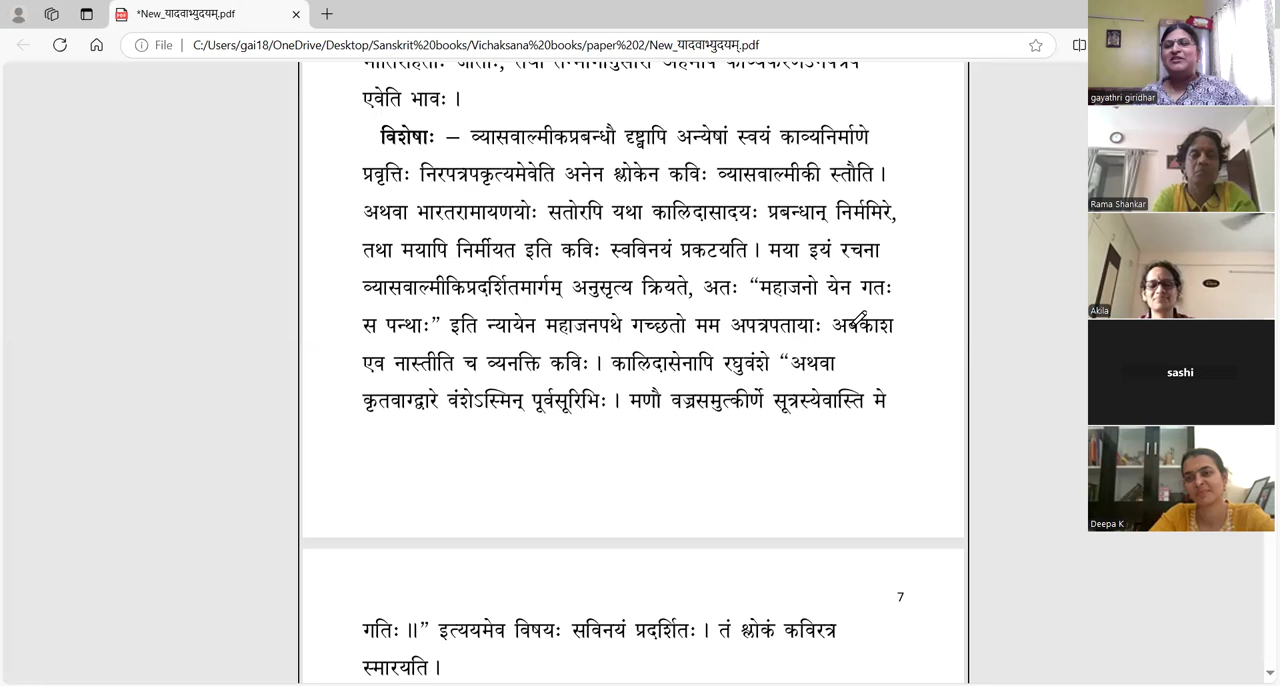 *New_यादवाभ्युदयम्.pdf
File
C:/Users/gai18/OneDrive/Desktop/Sanskrit%20books/Vichaksana%20books/paper%202/New_यादवाभ्युदयम्.pdf
एवेति भावः ।
विशेषाः – व्यासवाल्मीकप्रबन्धौ दृष्ट्वापि अन्येषां स्वयं काव्यनिर्माणे
प्रवृत्तिः निरपत्रपकृत्यमेवेति अनेन श्लोकेन कविः व्यासवाल्मीकी स्तौति ।
अथवा भारतरामायणयोः सतोरपि यथा कालिदासादयः प्रबन्धान् निर्ममिरे,
तथा मयापि निर्मीयत इति कविः स्वविनयं प्रकटयति । मया इयं रचना
व्यासवाल्मीकिप्रदर्शितमार्गम् अनुसृत्य क्रियते, अतः “महाजनो येन गतः
स पन्थाः” इति न्यायेन महाजनपथे गच्छतो मम अपत्रपतायाः अवकाश
एव नास्तीति च व्यनक्ति कविः । कालिदासेनापि रघुवंशे “अथवा
कृतवाग्द्वारे वंशेऽस्मिन् पूर्वसूरिभिः । मणौ वज्रसमुत्कीर्णे सूत्रस्येवास्ति मे
7
गतिः ॥” इत्ययमेव विषयः सविनयं प्रदर्शितः । तं श्लोकं कविरत्र
स्मारयति ।
gayathri giridhar
Rama Shankar
Akila
sashi
Deepa K